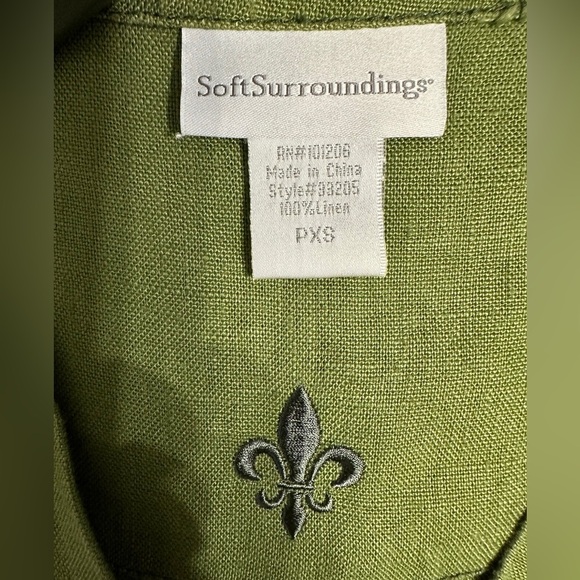 SoftSurroundings®
RN#101206
Made in China
Style#33205
100%Linen
PXS